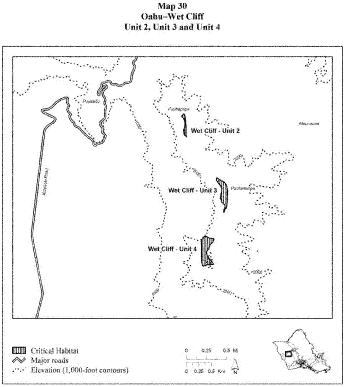 Map 30
Oahu–Wet Cliff
Unit 2, Unit 3 and Unit 4
Wet Cliff - Unit 2
Wet Cliff - Unit 3
Wet Cliff - Unit 4
Critical Habitat
Major roads
Elevation (1,000-foot contours)
0 0.25 0.5 Mi
0 0.25 0.5 Km
N